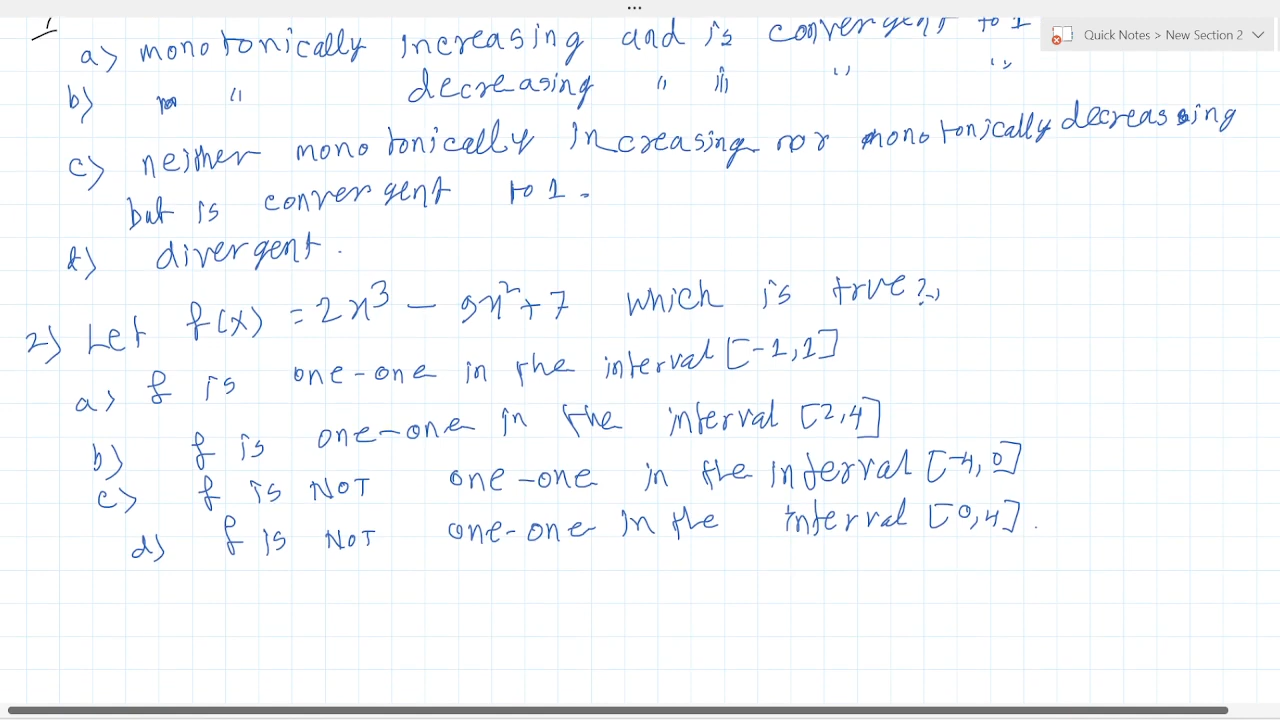 Quick Notes > New Section 2
a) monotonically increasing and is convergent to 1
b) " " decreasing " " " "
c) neither monotonically increasing nor monotonically decreasing
but is convergent to 1.
d) divergent.
2) Let f(x) = 2x³ - 9x² + 7 which is true?
a) f is one-one in the interval [-1,1]
b) f is one-one in the interval [2,4]
c) f is NOT one-one in the interval [-4,0]
d) f is NOT one-one in the interval [0,4].